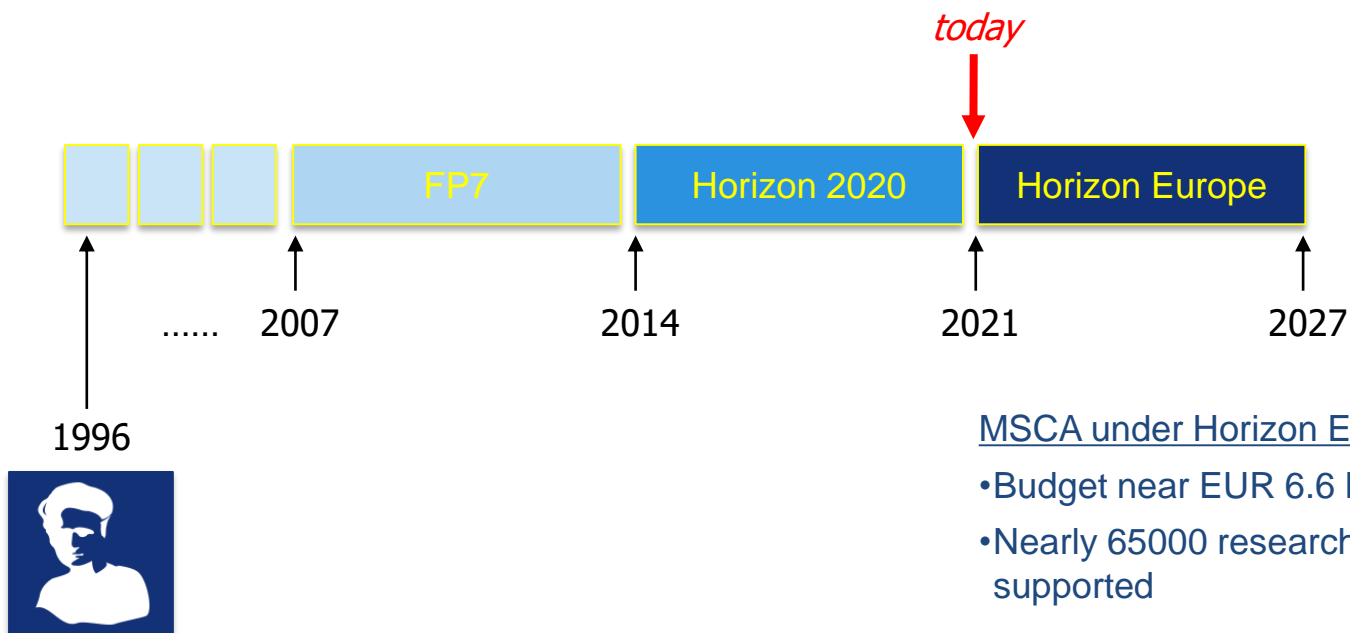 today
FP7 Horizon 2020 Horizon Europe
...... 2007 2014 2021 2027
1996
MSCA under Horizon E
•Budget near EUR 6.6
•Nearly 65000 research
supported